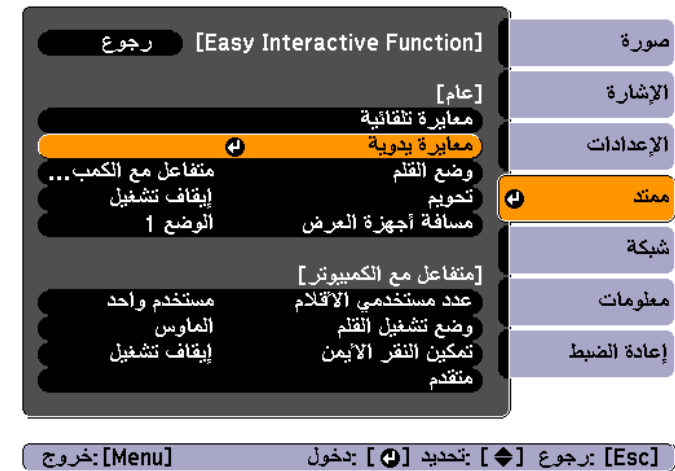 صورة
الإشارة
الإعدادات
ممتد
شبكة
معلومات
إعادة الضبط
[Easy Interactive Function] رجوع
[عام]
معايرة تلقائية
معايرة يدوية
وضع القلم متفاعل مع الكمب...
تحويم إيقاف تشغيل
مسافة أجهزة العرض الوضع 1
[متفاعل مع الكمبيوتر]
عدد مستخدمي الأقلام مستخدم واحد
وضع تشغيل القلم الماوس
تمكين النقر الأيمن إيقاف تشغيل
متقدم
[Esc] :رجوع [◆] :تحديد [⏎] :دخول [Menu] :خروج